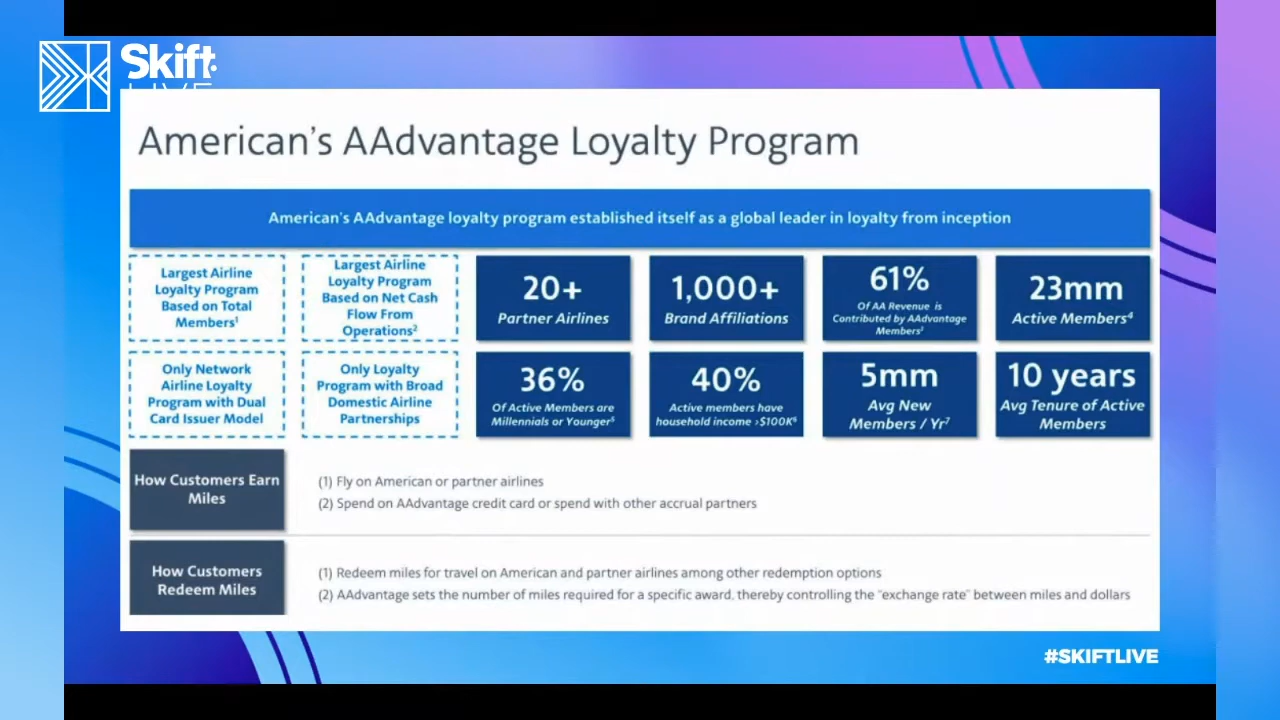 Skift.
LIVE
American's AAdvantage Loyalty Program
American's AAdvantage loyalty program established itself as a global leader in loyalty from inception
Largest Airline
Loyalty Program
Based on Total
Members¹
Largest Airline
Loyalty Program
Based on Net Cash
Flow From
Operations²
20+
Partner Airlines
1,000+
Brand Affiliations
61%
Of AA Revenue is
Contributed by AAdvantage
Members³
23mm
Active Members⁴
Only Network
Airline Loyalty
Program with Dual
Card Issuer Model
Only Loyalty
Program with Broad
Domestic Airline
Partnerships
36%
Of Active Members are
Millennials or Younger⁵
40%
Active members have
household income >$100K⁶
5mm
Avg New
Members / Yr⁷
10 years
Avg Tenure of Active
Members
How Customers Earn
Miles
(1) Fly on American or partner airlines
(2) Spend on AAdvantage credit card or spend with other accrual partners
How Customers
Redeem Miles
(1) Redeem miles for travel on American and partner airlines among other redemption options
(2) AAdvantage sets the number of miles required for a specific award, thereby controlling the "exchange rate" between miles and dollars
#SKIFTLIVE